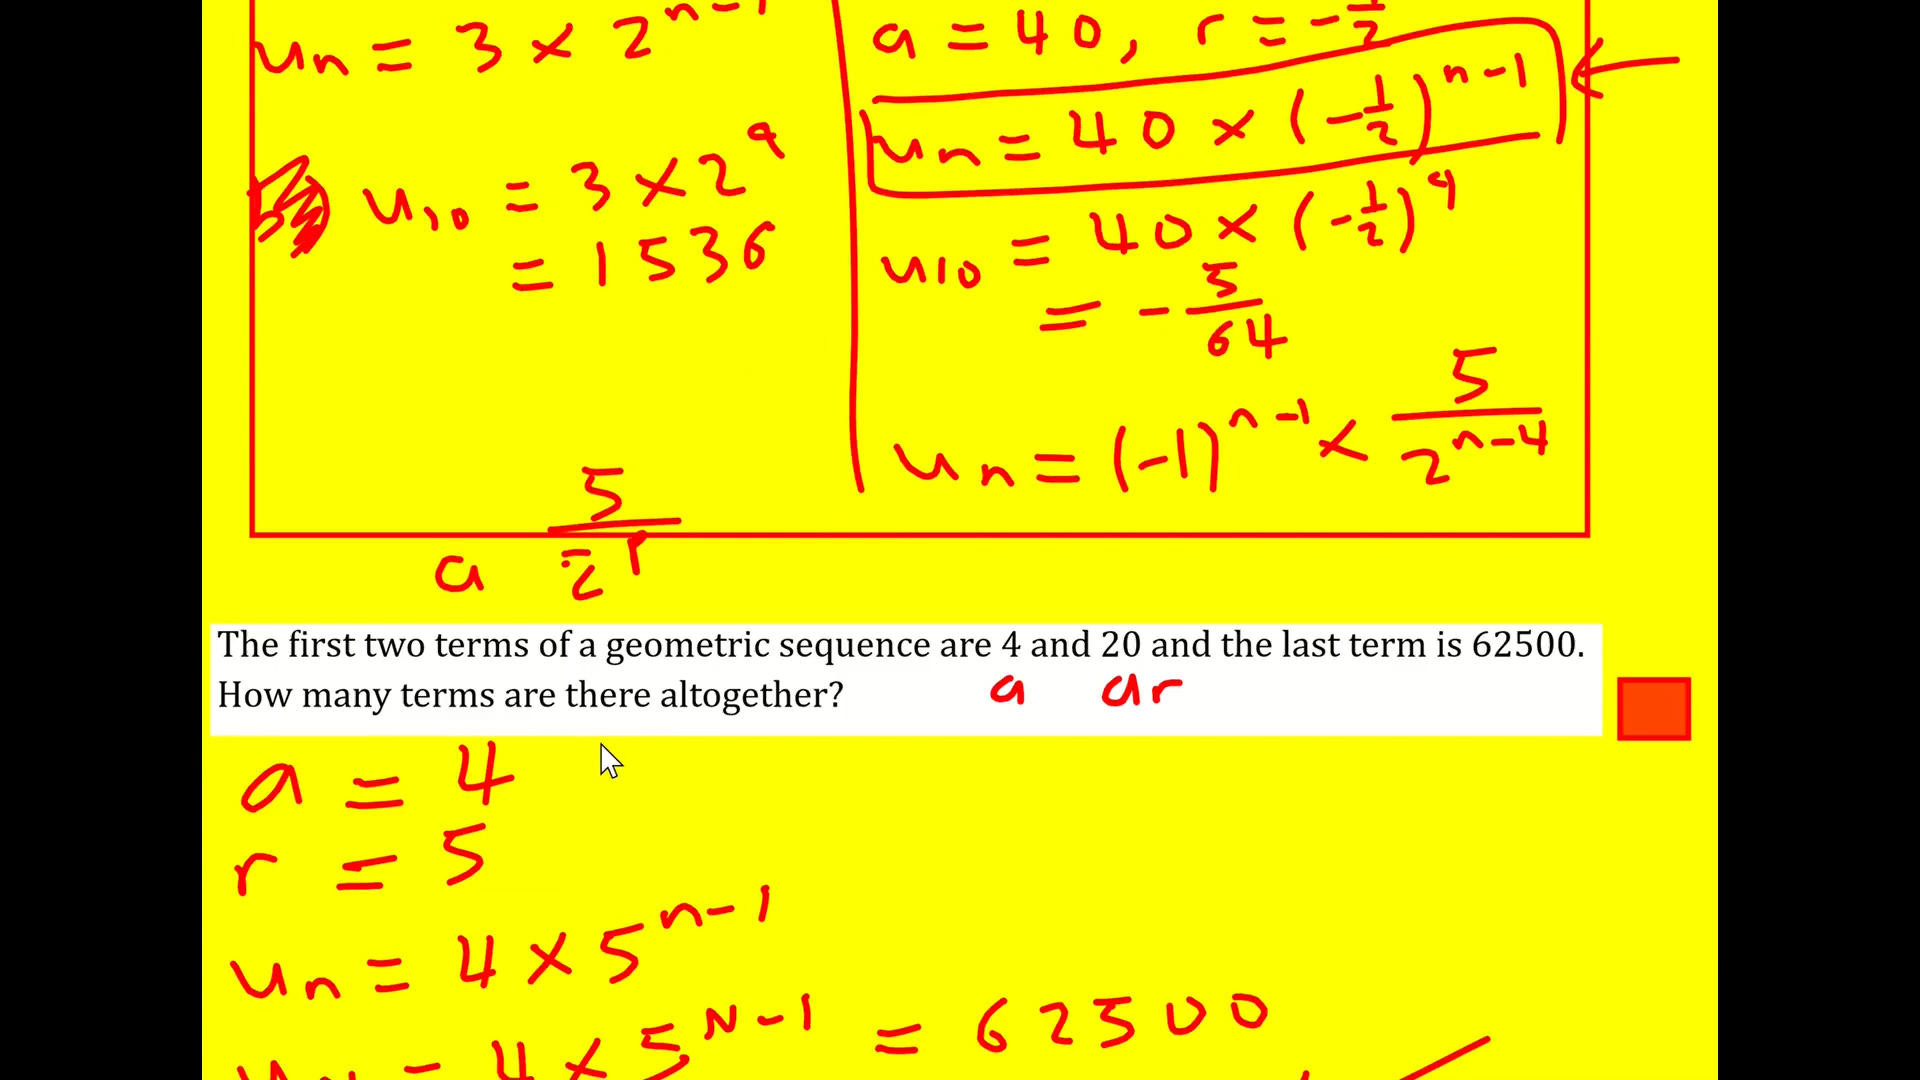 un = 3 × 2^(n-1)
u10 = 3 × 2^9
= 1536
a = 40, r = -1/2
un = 40 × (-1/2)^(n-1)
u10 = 40 × (-1/2)^9
= -5/64
un = (-1)^(n-1) × 5/2^(n-4)
5
a 2 r
The first two terms of a geometric sequence are 4 and 20 and the last term is 62500.
How many terms are there altogether? a ar
a = 4
r = 5
un = 4 × 5^(n-1)
uN = 4 × 5^(N-1) = 62500